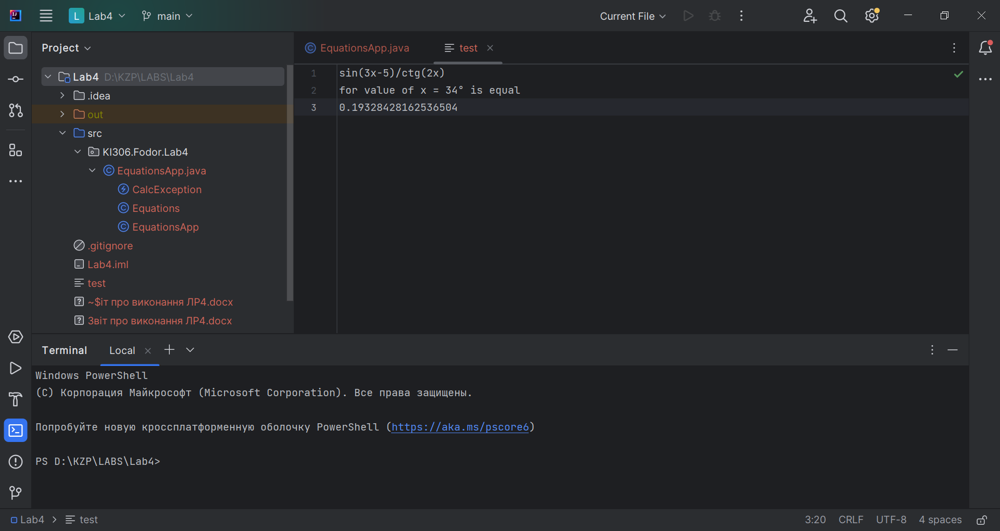 Lab4
main
Current File
Project
EquationsApp.java
test
Lab4 D:\KZP\LABS\Lab4
.idea
out
src
KI306.Fodor.Lab4
EquationsApp.java
CalcException
Equations
EquationsApp
.gitignore
Lab4.iml
test
~$іт про виконання ЛР4.docx
Звіт про виконання ЛР4.docx
1 sin(3x-5)/ctg(2x)
2 for value of x = 34° is equal
3 0.19328428162536504
Terminal
Local
Windows PowerShell
(C) Корпорация Майкрософт (Microsoft Corporation). Все права защищены.
Попробуйте новую кроссплатформенную оболочку PowerShell (https://aka.ms/pscore6)
PS D:\KZP\LABS\Lab4>
Lab4 > test
3:20 CRLF UTF-8 4 spaces